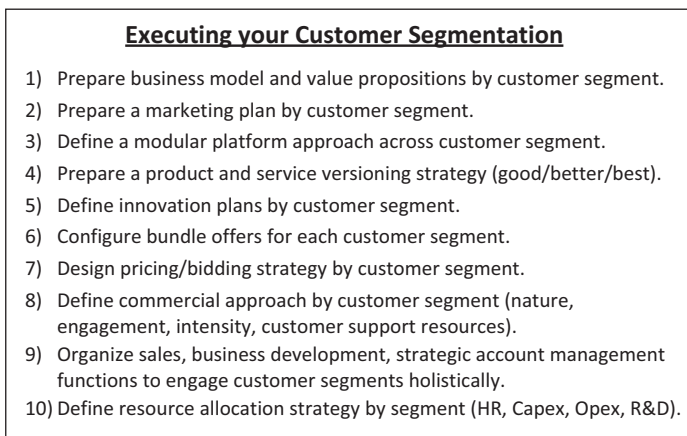 Executing your Customer Segmentation
1) Prepare business model and value propositions by customer segment.
2) Prepare a marketing plan by customer segment.
3) Define a modular platform approach across customer segment.
4) Prepare a product and service versioning strategy (good/better/best).
5) Define innovation plans by customer segment.
6) Configure bundle offers for each customer segment.
7) Design pricing/bidding strategy by customer segment.
8) Define commercial approach by customer segment (nature,
engagement, intensity, customer support resources).
9) Organize sales, business development, strategic account management
functions to engage customer segments holistically.
10) Define resource allocation strategy by segment (HR, Capex, Opex, R&D).